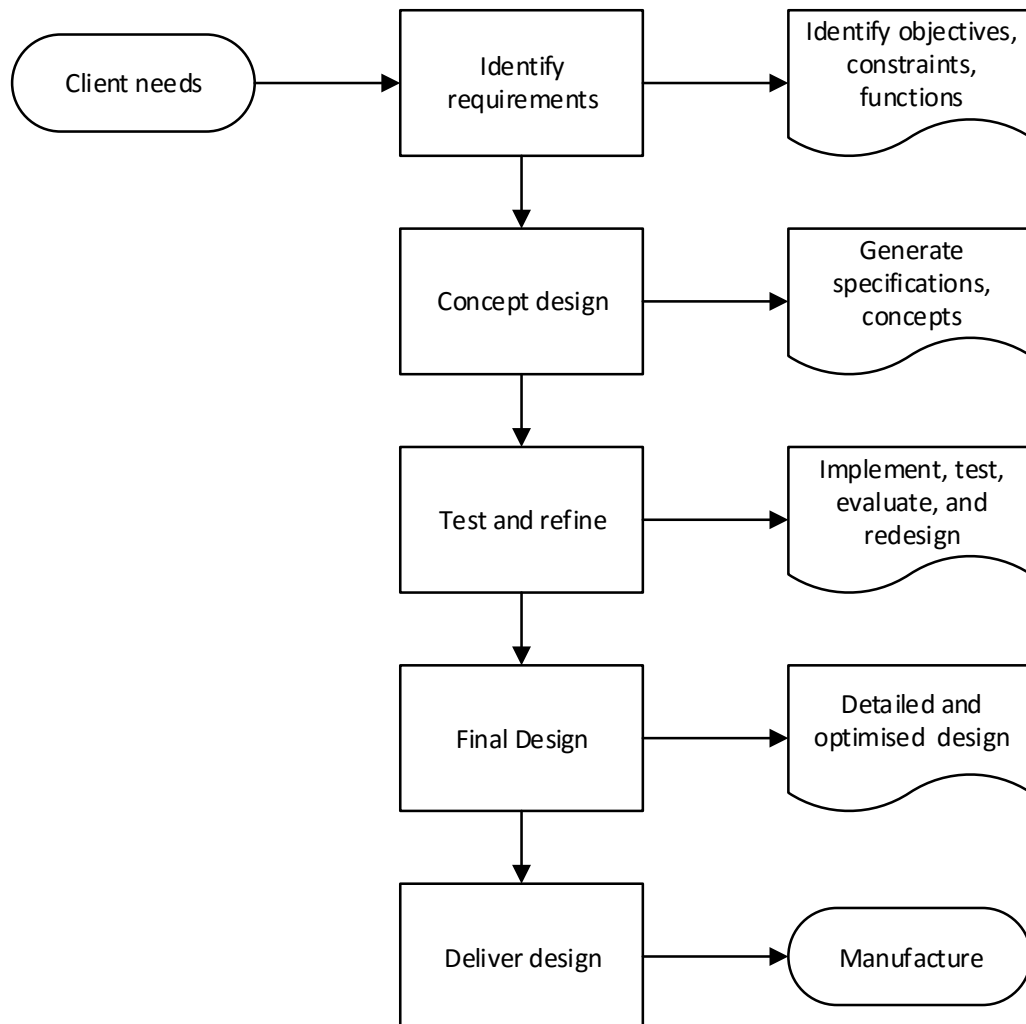 Client needs
Identify
requirements
Identify objectives,
constraints,
functions
Concept design
Generate
specifications,
concepts
Test and refine
Implement, test,
evaluate, and
redesign
Final Design
Detailed and
optimised  design
Deliver design
Manufacture